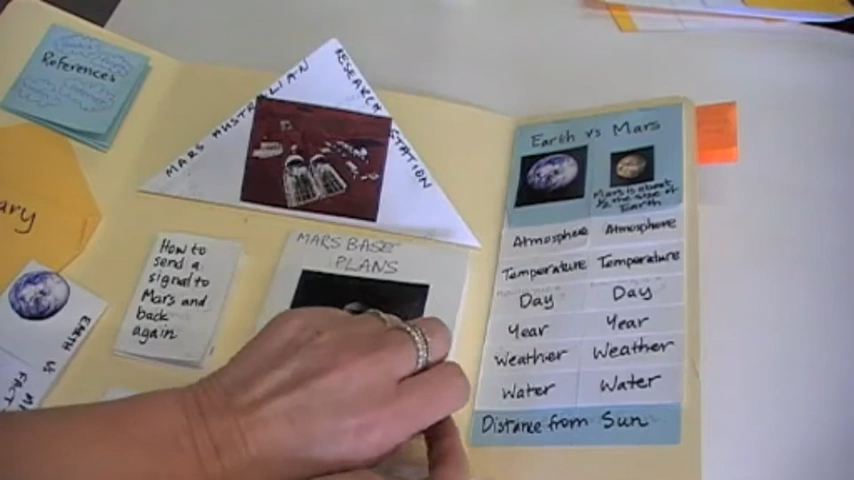 References
MARS AUSTRALIAN
RESEARCH STATION
How to
send a
signal to
Mars and
back
again
MARS BASE
PLANS
EARTH VS
Earth vs Mars
Mars is about
½ the size of
Earth
Atmosphere Atmosphere
Temperature Temperature
Day Day
Year Year
Weather Weather
Water Water
Distance from Sun